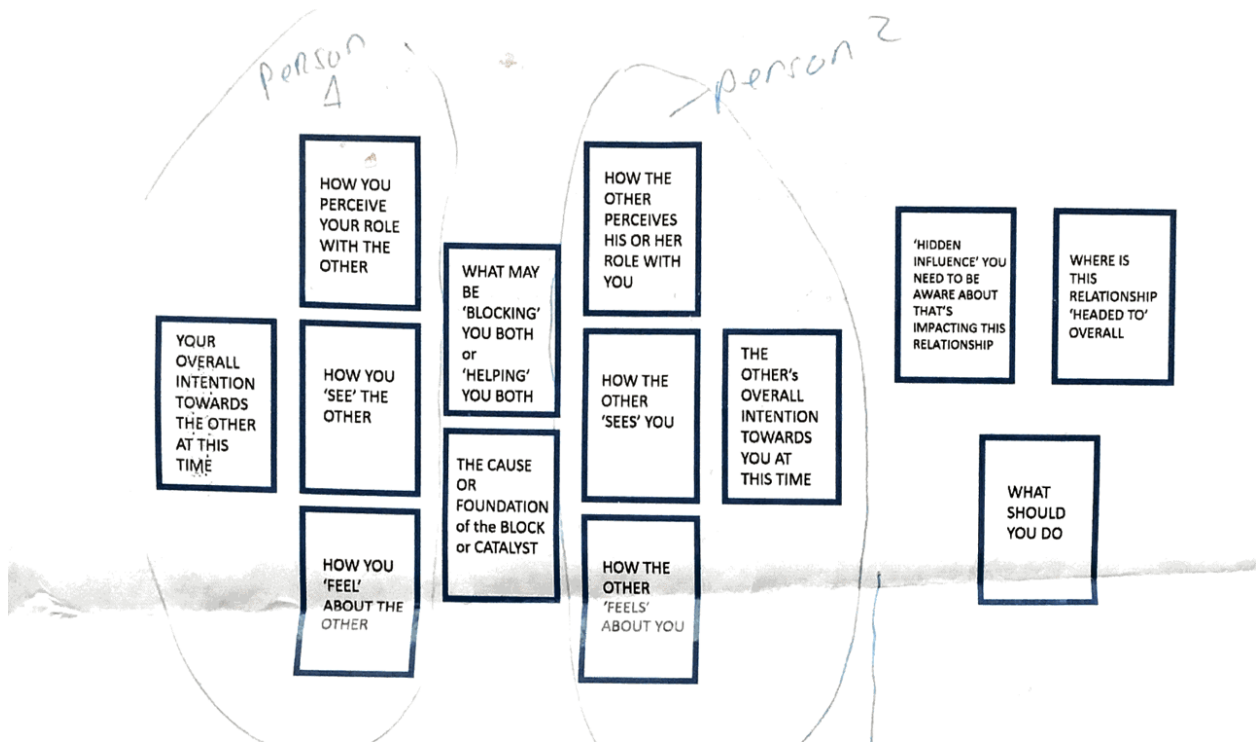 person
1
person 2
HOW YOU
PERCEIVE
YOUR ROLE
WITH THE
OTHER
YOUR
OVERALL
INTENTION
TOWARDS
THE OTHER
AT THIS
TIME
HOW YOU
'SEE' THE
OTHER
HOW YOU
'FEEL'
ABOUT THE
OTHER
WHAT MAY
BE
'BLOCKING'
YOU BOTH
or
'HELPING'
YOU BOTH
THE CAUSE
OR
FOUNDATION
of the BLOCK
or CATALYST
HOW THE
OTHER
PERCEIVES
HIS OR HER
ROLE WITH
YOU
HOW THE
OTHER
'SEES' YOU
HOW THE
OTHER
'FEELS'
ABOUT YOU
THE
OTHER's
OVERALL
INTENTION
TOWARDS
YOU AT
THIS TIME
'HIDDEN
INFLUENCE' YOU
NEED TO BE
AWARE ABOUT
THAT'S
IMPACTING THIS
RELATIONSHIP
WHERE IS
THIS
RELATIONSHIP
'HEADED TO'
OVERALL
WHAT
SHOULD
YOU DO